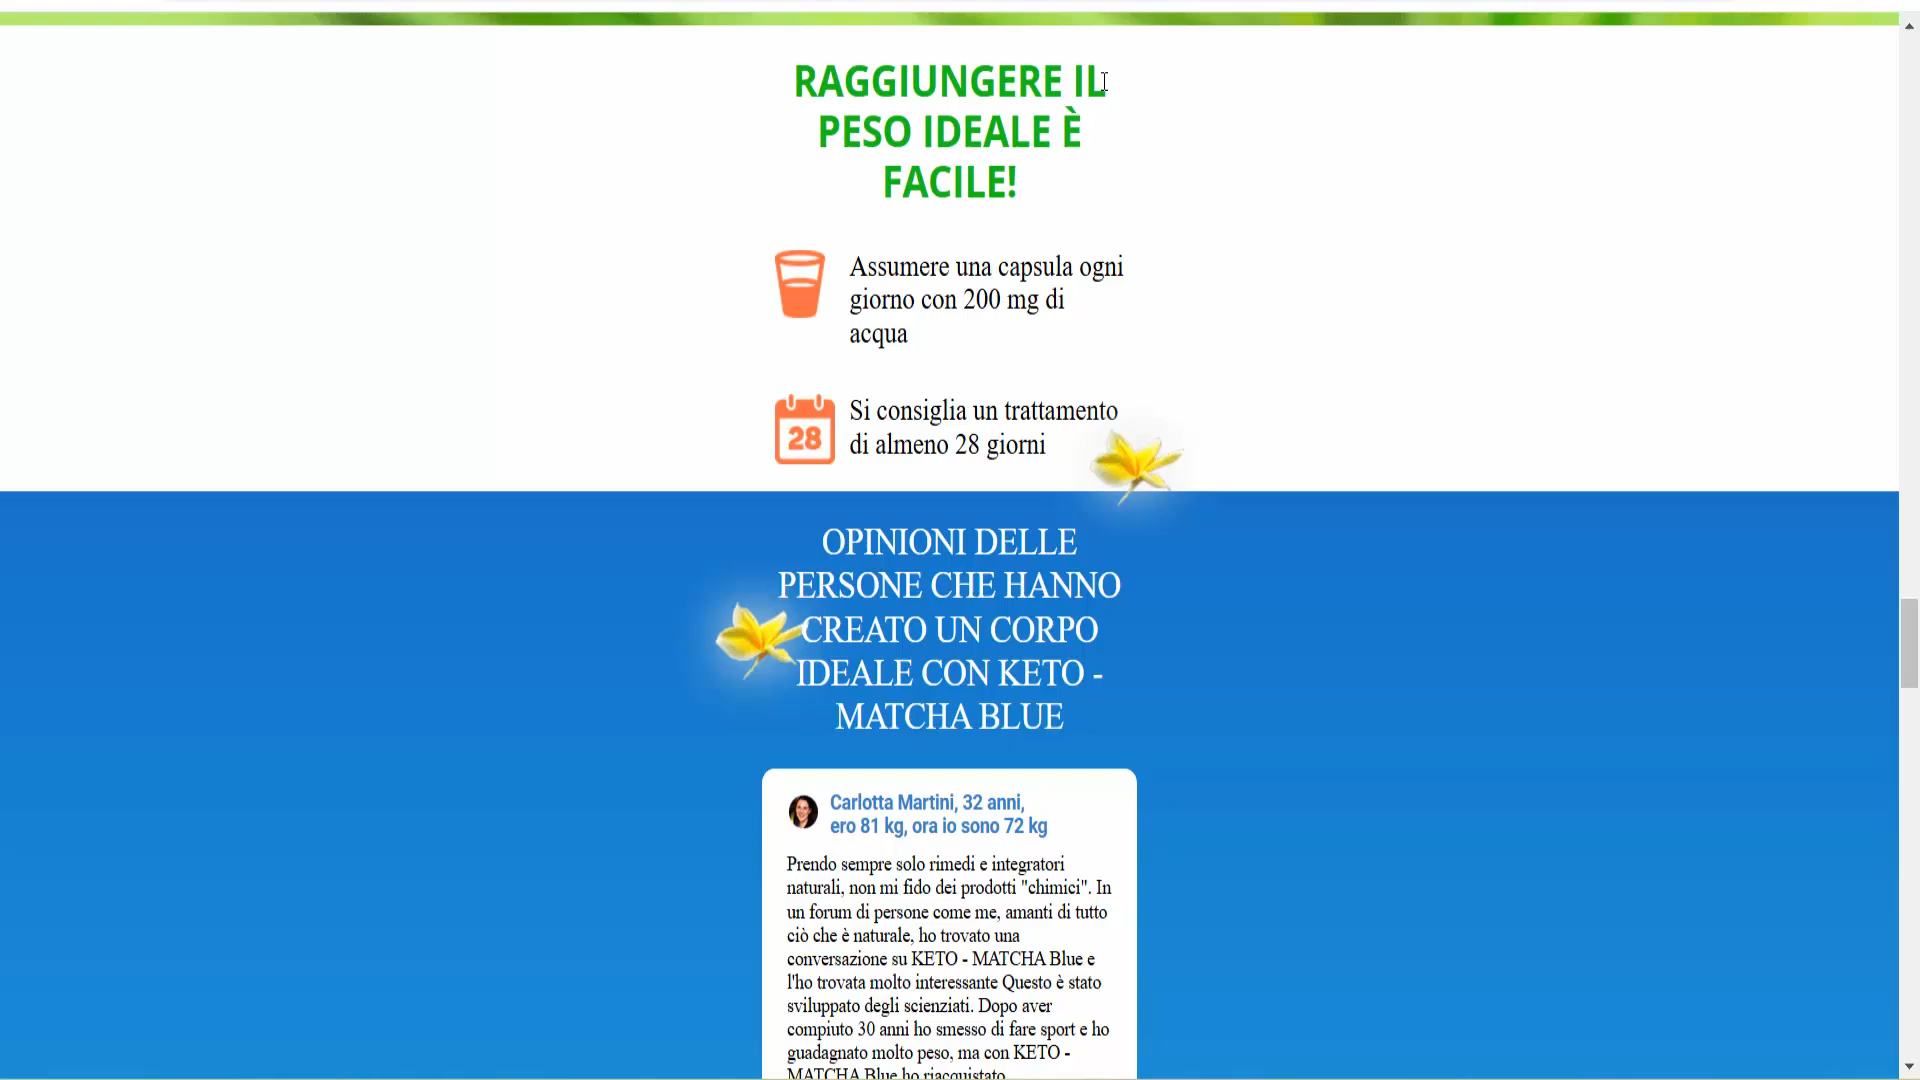 RAGGIUNGERE IL
PESO IDEALE È
FACILE!
Assumere una capsula ogni
giorno con 200 mg di
acqua
28
Si consiglia un trattamento
di almeno 28 giorni
OPINIONI DELLE
PERSONE CHE HANNO
CREATO UN CORPO
IDEALE CON KETO -
MATCHA BLUE
Carlotta Martini, 32 anni,
ero 81 kg, ora io sono 72 kg
Prendo sempre solo rimedi e integratori
naturali, non mi fido dei prodotti "chimici". In
un forum di persone come me, amanti di tutto
ciò che è naturale, ho trovato una
conversazione su KETO - MATCHA Blue e
l'ho trovata molto interessante Questo è stato
sviluppato degli scienziati. Dopo aver
compiuto 30 anni ho smesso di fare sport e ho
guadagnato molto peso, ma con KETO -
MATCHA Blue ho riacquistato